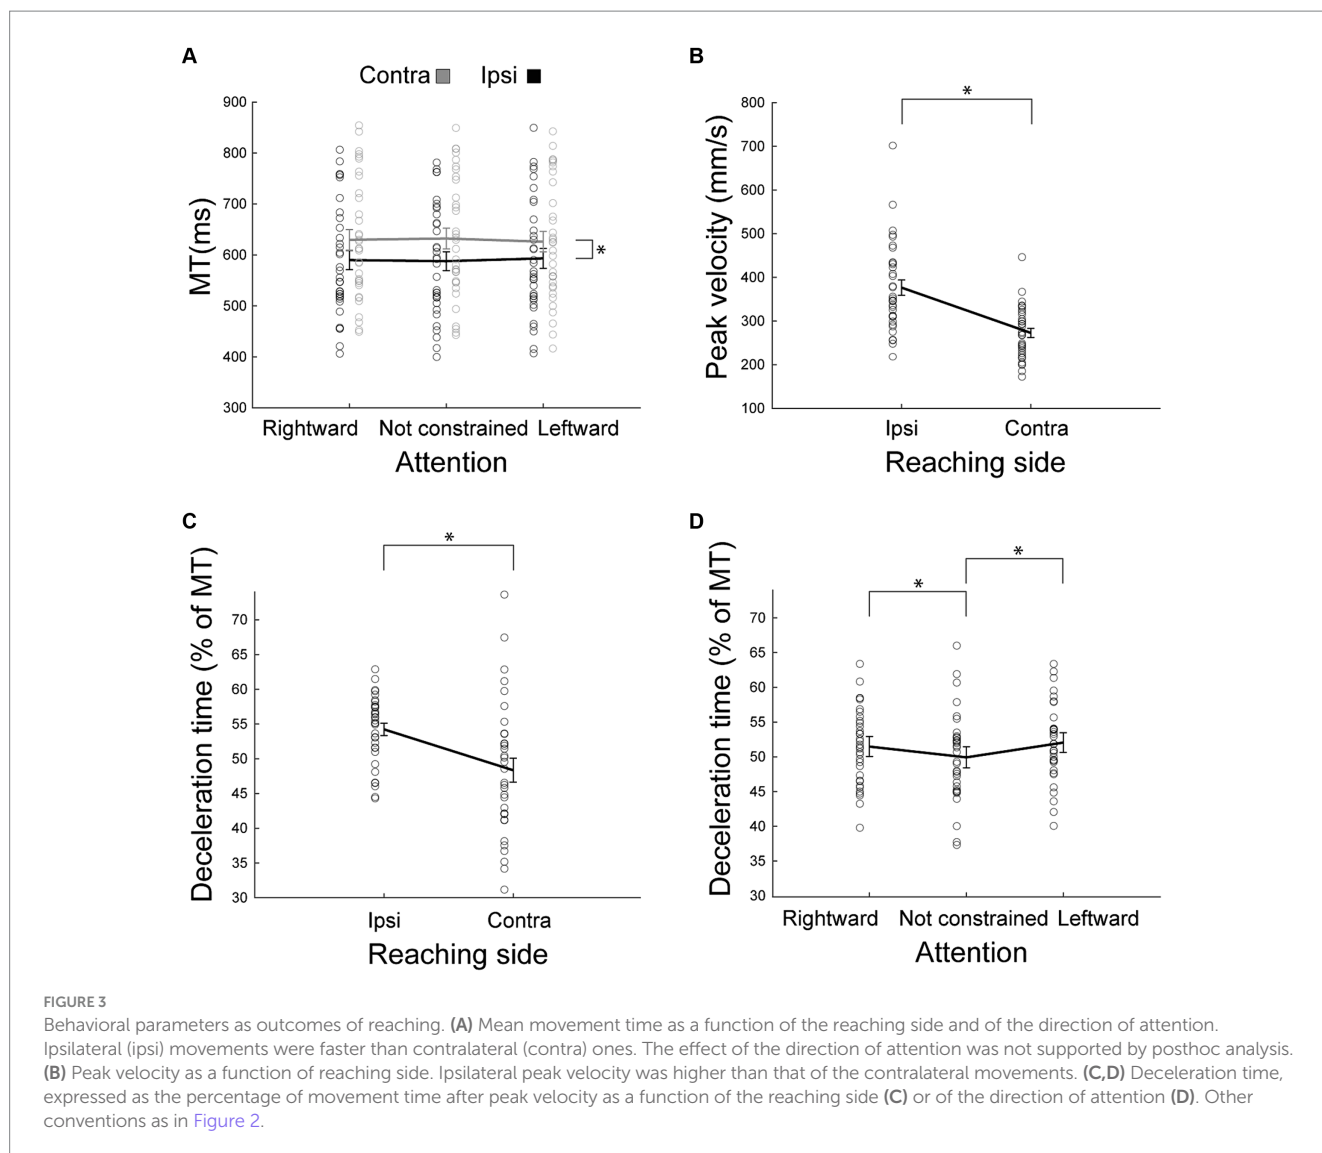 A
Contra Ipsi
MT(ms)
900
800
700
600
500
400
300
*
Rightward Not constrained Leftward
Attention
B
*
Peak velocity (mm/s)
800
700
600
500
400
300
200
100
Ipsi Contra
Reaching side
C
*
Deceleration time (% of MT)
70
65
60
55
50
45
40
35
30
Ipsi Contra
Reaching side
D
*
*
Deceleration time (% of MT)
70
65
60
55
50
45
40
35
30
Rightward Not constrained Leftward
Attention
FIGURE 3
Behavioral parameters as outcomes of reaching. (A) Mean movement time as a function of the reaching side and of the direction of attention.
Ipsilateral (ipsi) movements were faster than contralateral (contra) ones. The effect of the direction of attention was not supported by posthoc analysis.
(B) Peak velocity as a function of reaching side. Ipsilateral peak velocity was higher than that of the contralateral movements. (C,D) Deceleration time,
expressed as the percentage of movement time after peak velocity as a function of the reaching side (C) or of the direction of attention (D). Other
conventions as in Figure 2.